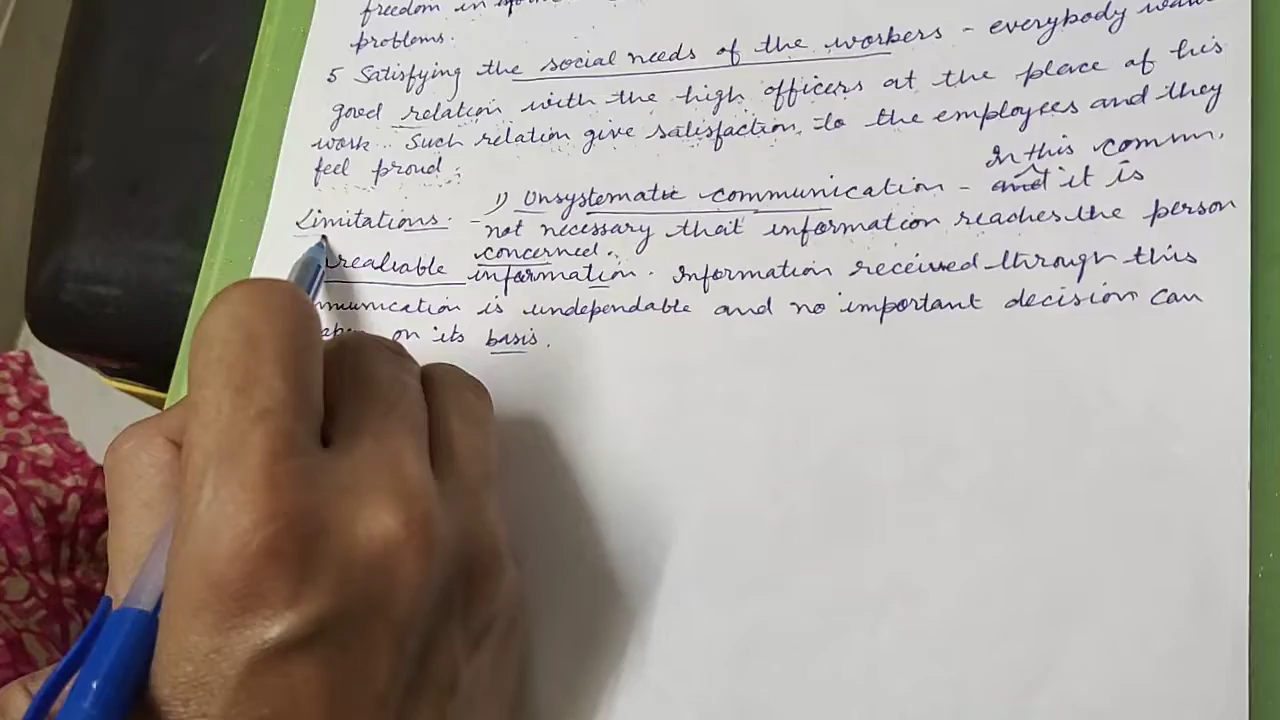 freedom in
problems.
5 Satisfying the social needs of the workers - everybody
good relation with the high officers at the place of his
work. Such relation give satisfaction to the employees and they
feel proud.
In this comm.
Limitations. - 1) Unsystematic communication - and it is
not necessary that information reaches the person
concerned.
information. Information received through this
is undependable and no important decision can
on its basis.